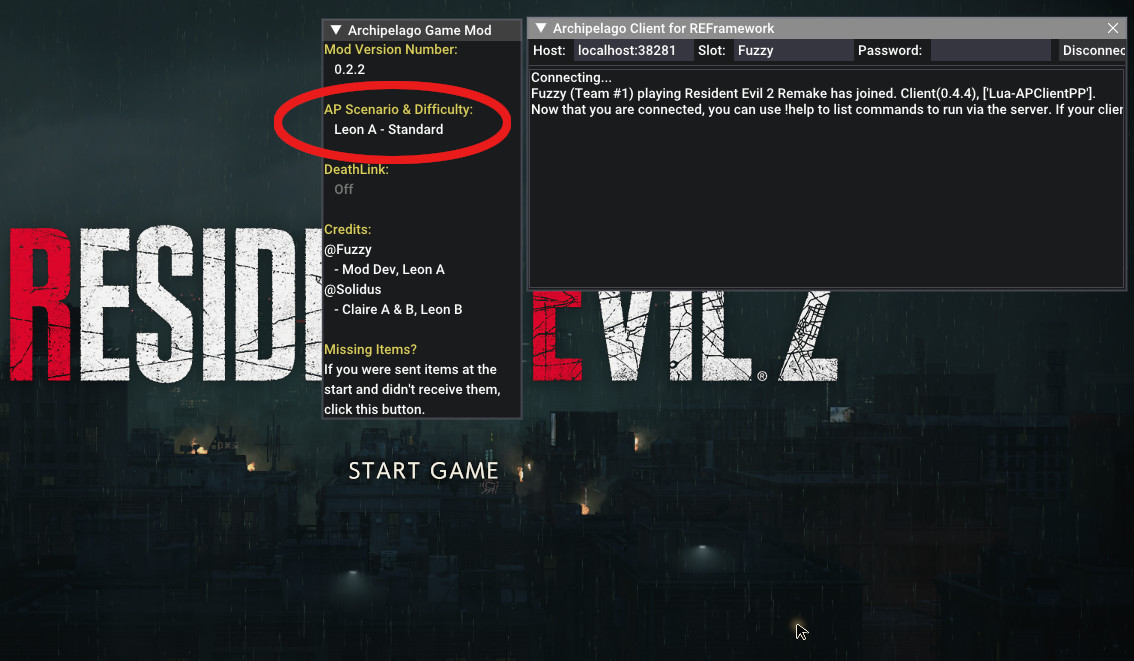 Archipelago Game Mod
Mod Version Number:
0.2.2
AP Scenario & Difficulty:
Leon A - Standard
DeathLink:
Off
Credits:
@Fuzzy
- Mod Dev, Leon A
@Solidus
- Claire A & B, Leon B
Missing Items?
If you were sent items at the
start and didn't receive them,
click this button.
Archipelago Client for REFramework
Host: localhost:38281 Slot: Fuzzy Password: Disconnec
Connecting...
Fuzzy (Team #1) playing Resident Evil 2 Remake has joined. Client(0.4.4), ['Lua-APClientPP'].
Now that you are connected, you can use !help to list commands to run via the server. If your clien
RESID EVIL 2
®
START GAME